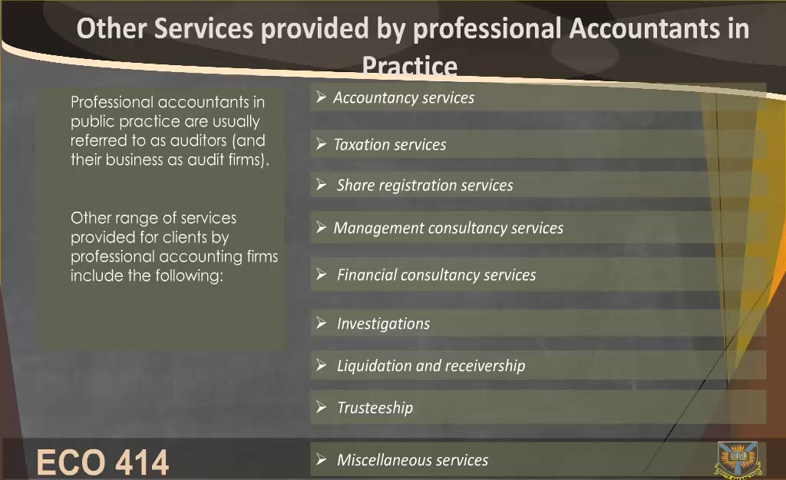 Other Services provided by professional Accountants in
Practice
Professional accountants in
public practice are usually
referred to as auditors (and
their business as audit firms).
Other range of services
provided for clients by
professional accounting firms
include the following:
➢ Accountancy services
➢ Taxation services
➢ Share registration services
➢ Management consultancy services
➢ Financial consultancy services
➢ Investigations
➢ Liquidation and receivership
➢ Trusteeship
➢ Miscellaneous services
ECO 414